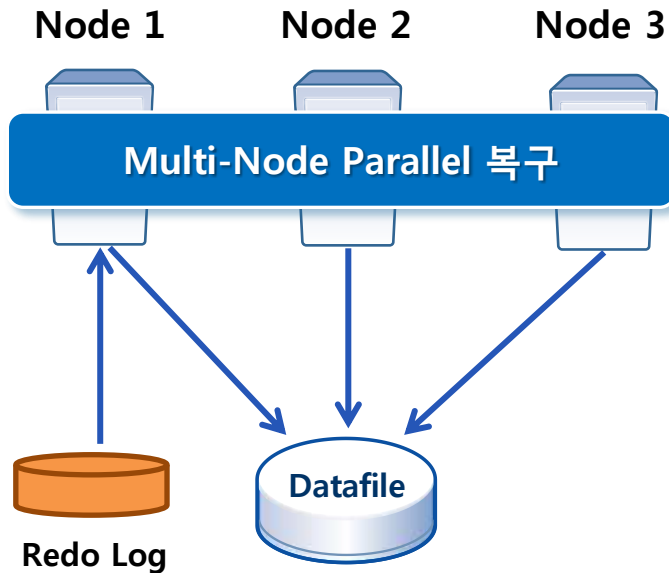 Node 1 Node 2 Node 3
Multi-Node Parallel 복구
Datafile
Redo Log